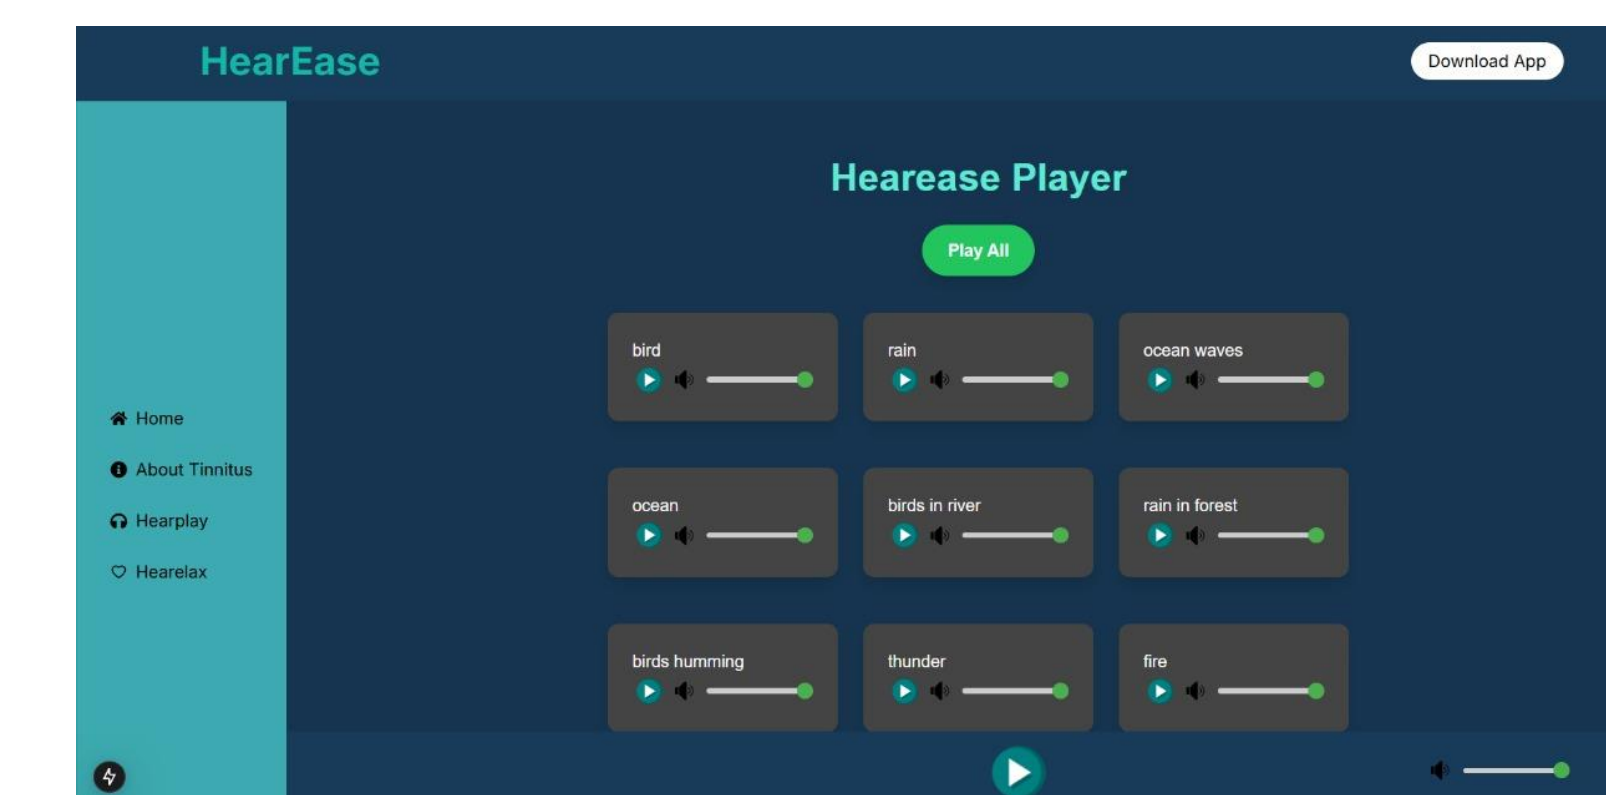 HearEase
Download App
Home
About Tinnitus
Hearplay
Hearelax
Hearease Player
Play All
bird
rain
ocean waves
ocean
birds in river
rain in forest
birds humming
thunder
fire